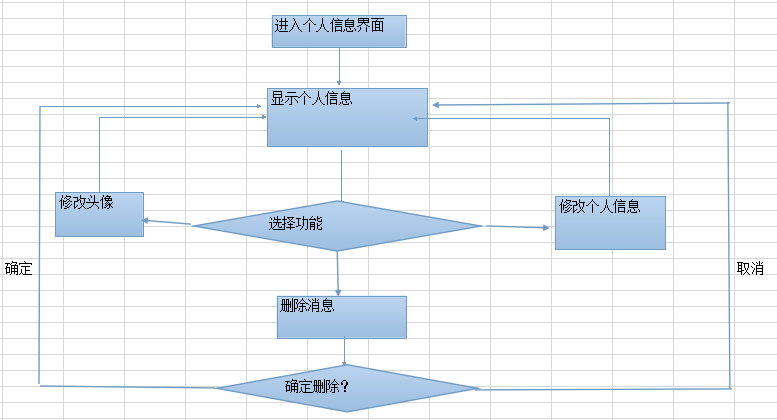 进入个人信息界面
显示个人信息
修改头像
选择功能
修改个人信息
确定
取消
删除消息
确定删除？